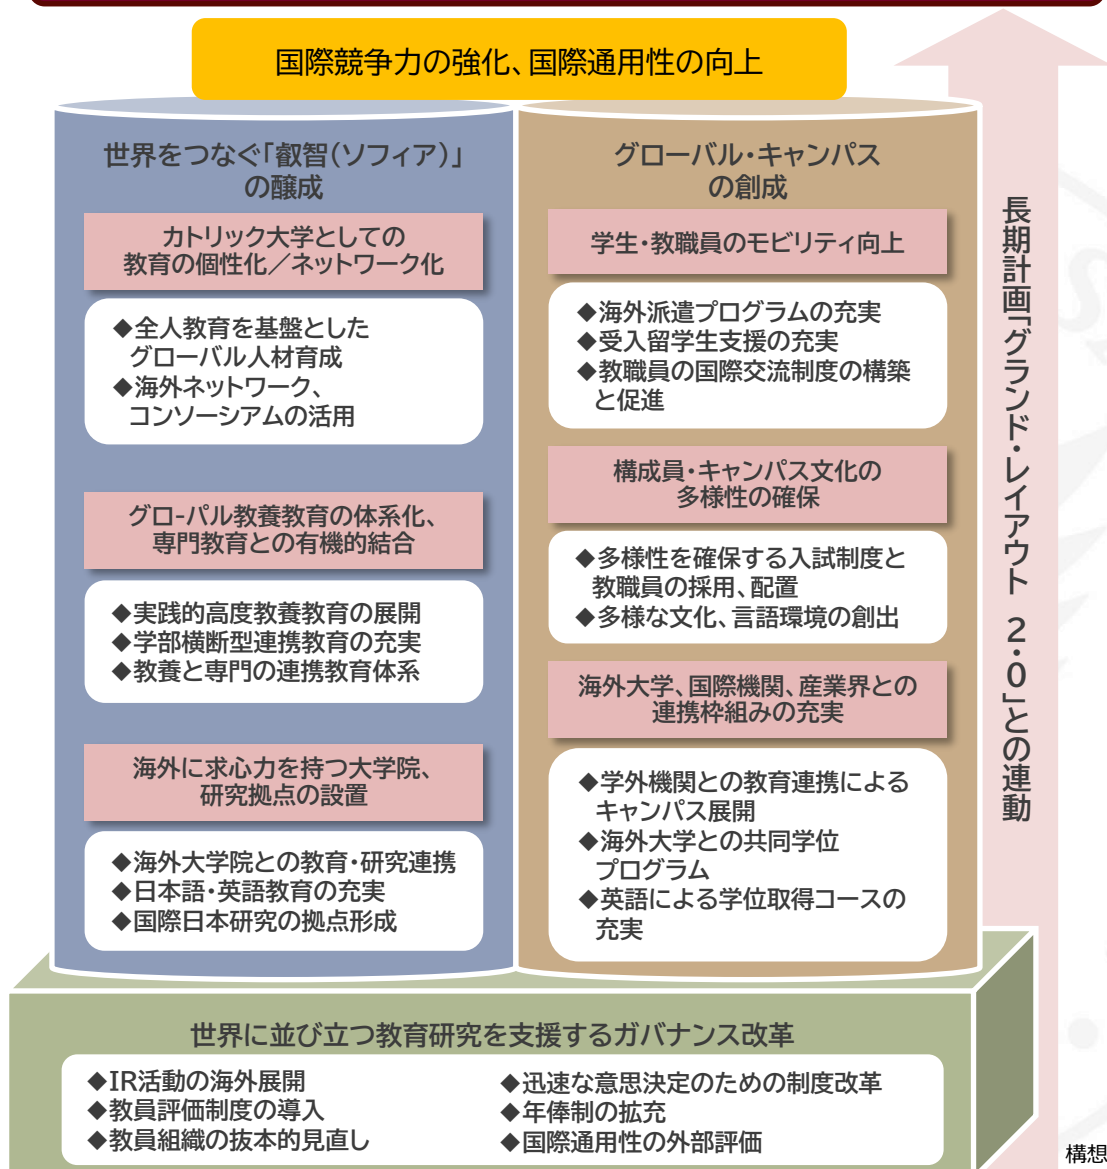 国際競争力の強化、国際通用性の向上
世界をつなぐ「叡智(ソフィア)」
の醸成
カトリック大学としての
教育の個性化／ネットワーク化
◆全人教育を基盤とした
グローバル人材育成
◆海外ネットワーク、
コンソーシアムの活用
グロ-パル教養教育の体系化、
専門教育との有機的結合
◆実践的高度教養教育の展開
◆学部横断型連携教育の充実
◆教養と専門の連携教育体系
海外に求心力を持つ大学院、
研究拠点の設置
◆海外大学院との教育・研究連携
◆日本語・英語教育の充実
◆国際日本研究の拠点形成
グローバル・キャンパス
の創成
学生・教職員のモビリティ向上
◆海外派遣プログラムの充実
◆受入留学生支援の充実
◆教職員の国際交流制度の構築
と促進
構成員・キャンパス文化の
多様性の確保
◆多様性を確保する入試制度と
教職員の採用、配置
◆多様な文化、言語環境の創出
海外大学、国際機関、産業界との
連携枠組みの充実
◆学外機関との教育連携による
キャンパス展開
◆海外大学との共同学位
プログラム
◆英語による学位取得コースの
充実
長期計画「グランド・レイアウト 2.0」との連動
世界に並び立つ教育研究を支援するガバナンス改革
◆IR活動の海外展開
◆教員評価制度の導入
◆教員組織の抜本的見直し
◆迅速な意思決定のための制度改革
◆年俸制の拡充
◆国際通用性の外部評価
構想